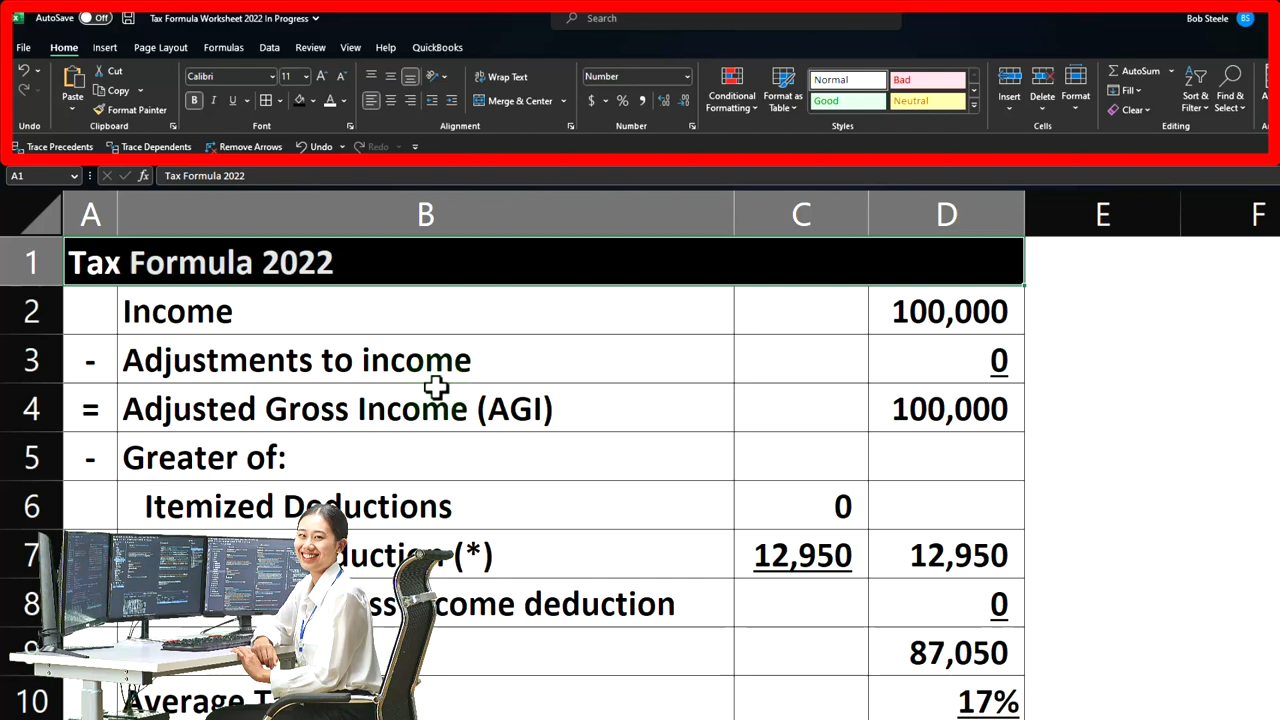 AutoSave Off Tax Formula Worksheet 2022 In Progress Search Bob Steele BS
File Home Insert Page Layout Formulas Data Review View Help QuickBooks
Cut Calibri 11 Wrap Text Number Normal Bad AutoSum
Paste Copy Format Painter B I U Merge & Center $ % Conditional Formatting Format as Table Good Neutral Insert Delete Format Fill Clear Sort & Filter Find & Select
Undo Clipboard Font Alignment Number Styles Cells Editing
Trace Precedents Trace Dependents Remove Arrows Undo Redo
A1 fx Tax Formula 2022
A B C D E F
1 Tax Formula 2022
2 Income 100,000
3 - Adjustments to income 0
4 = Adjusted Gross Income (AGI) 100,000
5 - Greater of:
6 Itemized Deductions 0
7 (*) 12,950 12,950
8 income deduction 0
87,050
10 Average 17%